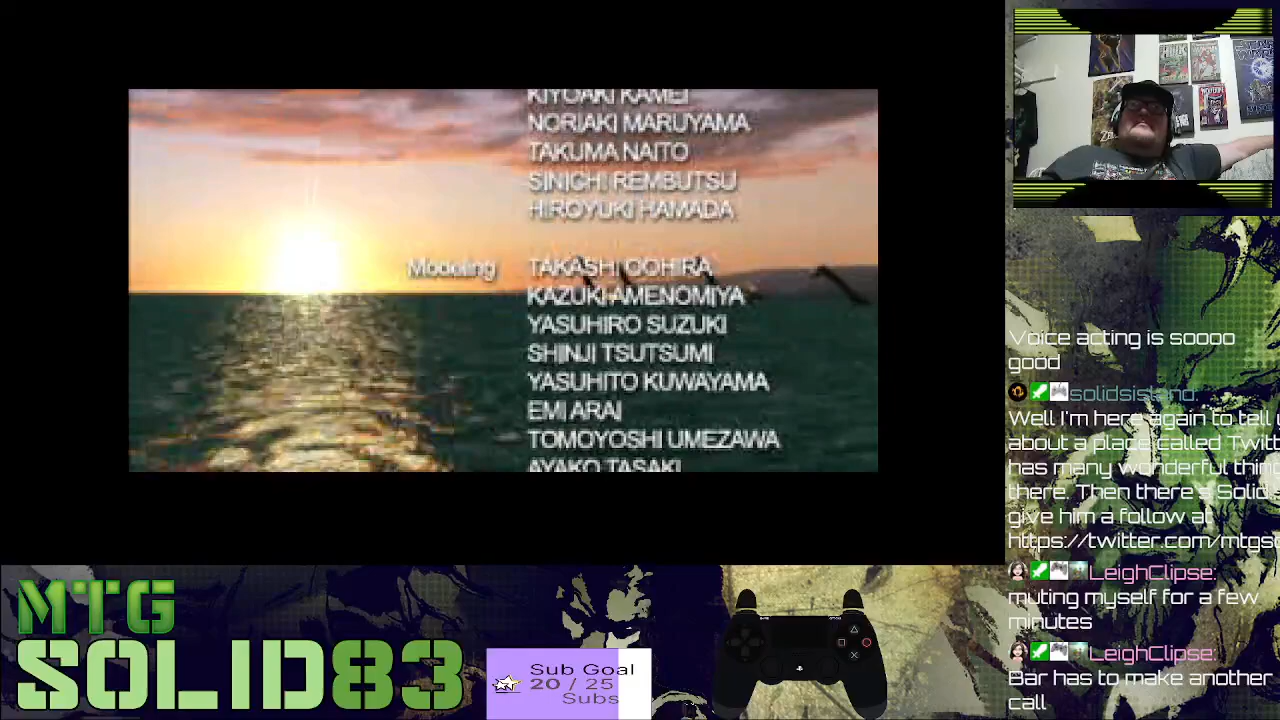 KIYOAKI KAMEI
NORIAKI MARUYAMA
TAKUMA NAITO
SINICHI REMBUTSU
HIROYUKI HAMADA
Modeling TAKASHI OOHIRA
KAZUKI AMENOMIYA
YASUHIRO SUZUKI
SHINJI TSUTSUMI
YASUHITO KUWAYAMA
EMI ARAI
TOMOYOSHI UMEZAWA
AYAKO TASAKI
Voice acting is soooo
good
solidsisland:
Well I'm here again to tell
about a place called Twit
has many wonderful thin
there. Then there's Solid.
give him a follow at
https://twitter.com/mtgs
LeighClipse:
muting myself for a few
minutes
LeighClipse:
Bar has to make another
call
MTG
SOLID83
Sub Goal
20 / 25
Subs